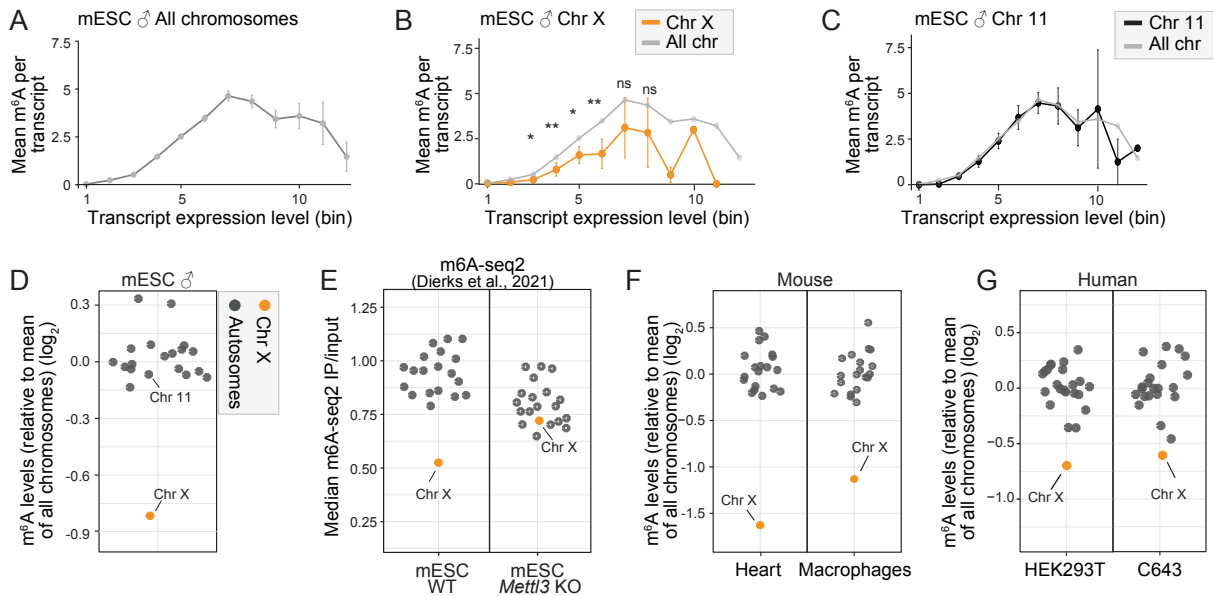 A
mESC ♂ All chromosomes
7.5
5
2.5
0
1
5
10
Mean m⁶A per
transcript
Transcript expression level (bin)
B
mESC ♂ Chr X
Chr X
All chr
7.5
5
2.5
0
*
**
*
**
ns
ns
1
5
10
Mean m⁶A per
transcript
Transcript expression level (bin)
C
mESC ♂ Chr 11
Chr 11
All chr
7.5
5
2.5
0
1
5
10
Mean m⁶A per
transcript
Transcript expression level (bin)
D
mESC ♂
0.3
0.0
-0.3
-0.6
-0.9
m⁶A levels (relative to mean
of all chromosomes) (log₂)
Chr 11
Chr X
Chr X
Autosomes
E
m6A-seq2
(Dierks et al., 2021)
1.25
1.00
0.75
0.50
0.25
Median m6A-seq2 IP/input
Chr X
Chr X
mESC
WT
mESC
Mettl3 KO
F
Mouse
0.5
0.0
−0.5
−1.0
−1.5
m⁶A levels (relative to mean
of all chromosomes) (log₂)
Chr X
Chr X
Heart
Macrophages
G
Human
0.5
0.0
−0.5
−1.0
m⁶A levels (relative to mean
of all chromosomes) (log₂)
Chr X
Chr X
HEK293T
C643